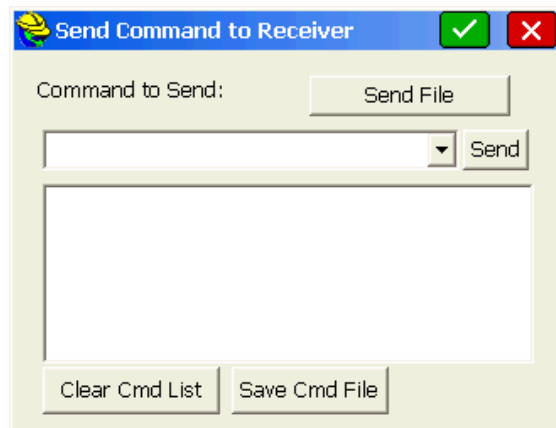 Send Command to Receiver
Command to Send:
Send File
Send
Clear Cmd List
Save Cmd File